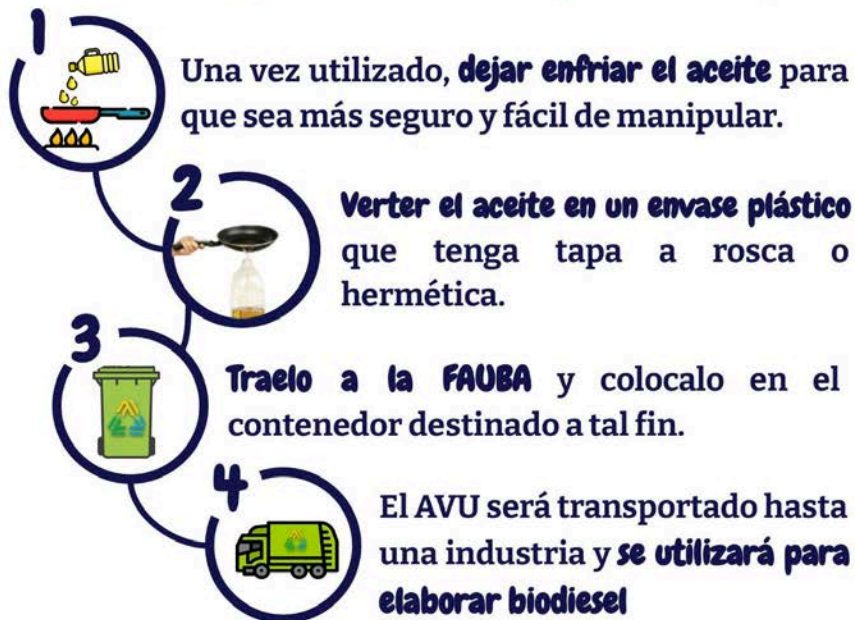 1
Una vez utilizado, dejar enfriar el aceite para
que sea más seguro y fácil de manipular.
2
Verter el aceite en un envase plástico
que tenga tapa a rosca o
hermética.
3
Traelo a la FAUBA y colocalo en el
contenedor destinado a tal fin.
4
El AVU será transportado hasta
una industria y se utilizará para
elaborar biodiesel